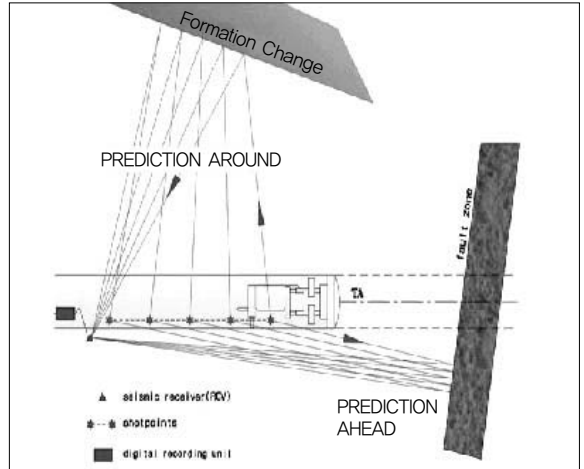 Formation Change
PREDICTION AROUND
fault zone
TA
seismic receiver(RCV)
shotpoints
digital recording unit
PREDICTION
AHEAD